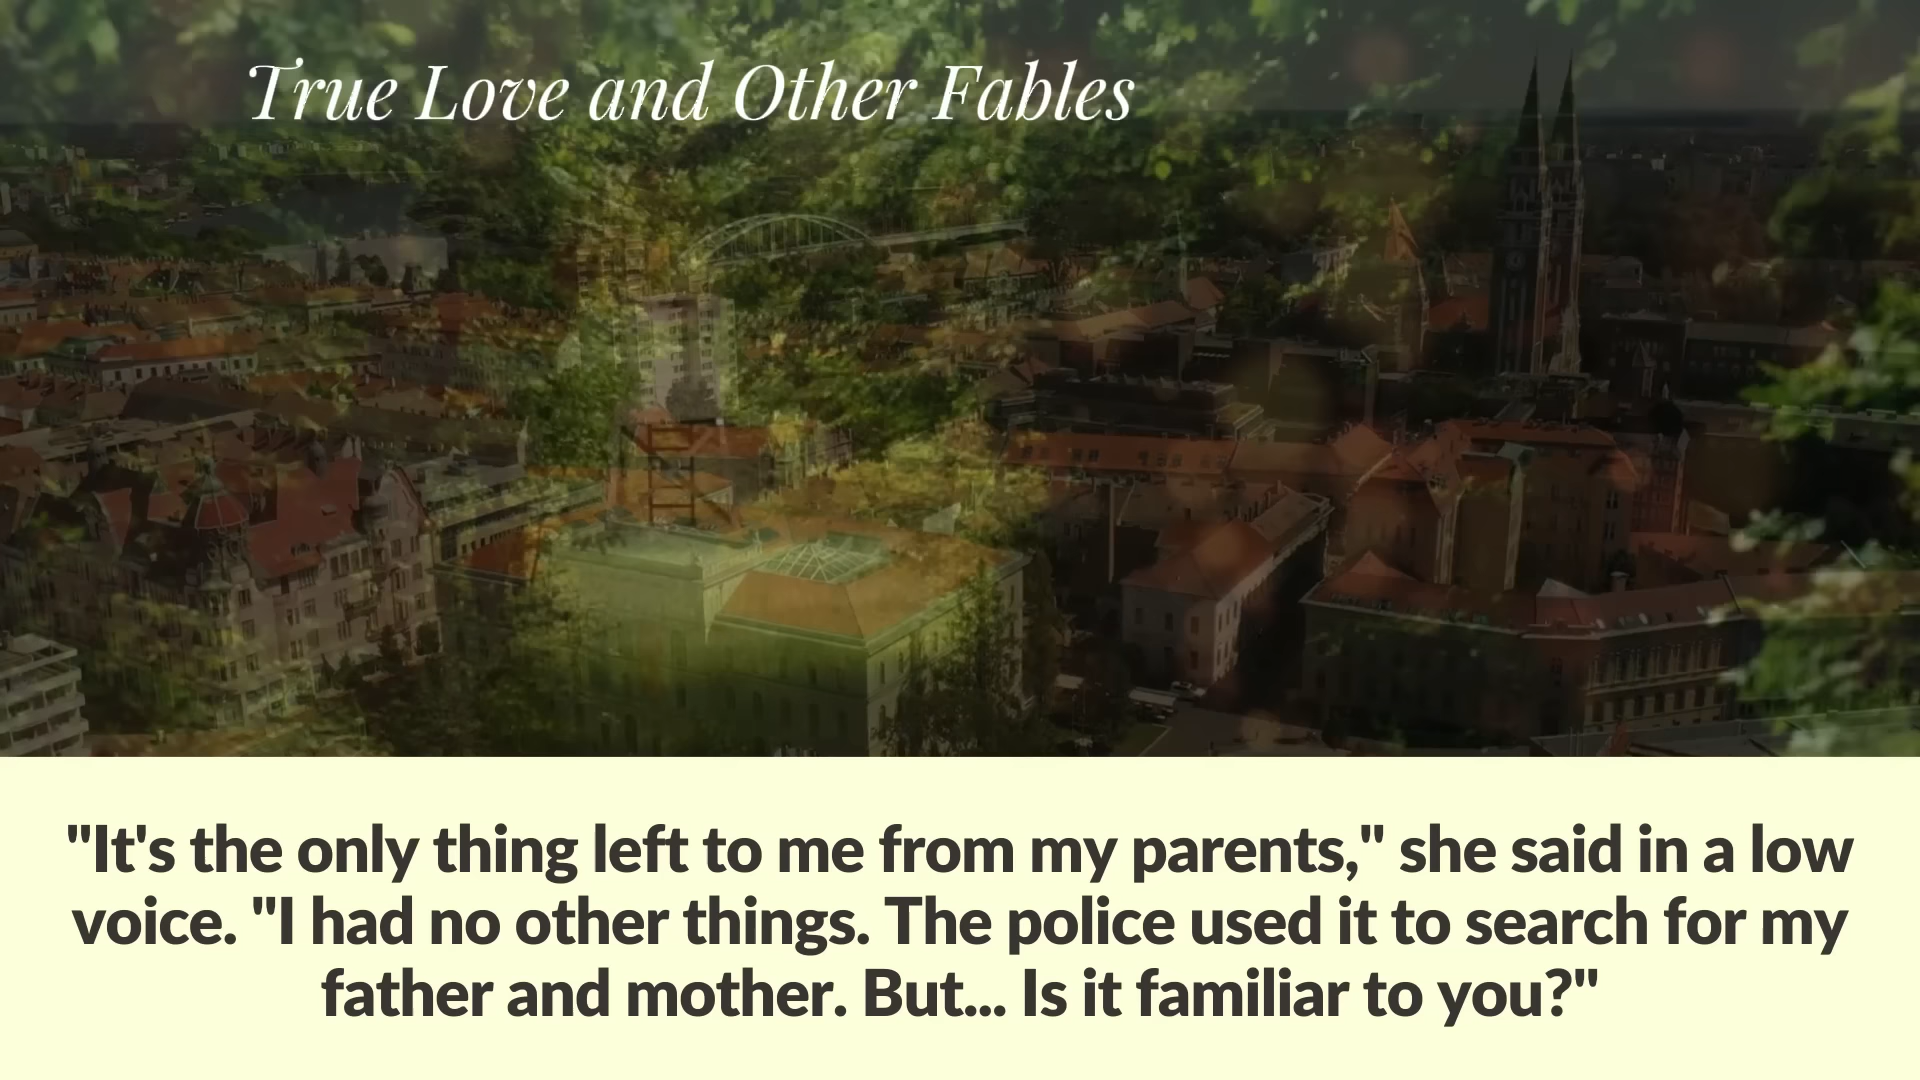 True Love and Other Fables
"It's the only thing left to me from my parents," she said in a low
voice. "I had no other things. The police used it to search for my
father and mother. But... Is it familiar to you?"